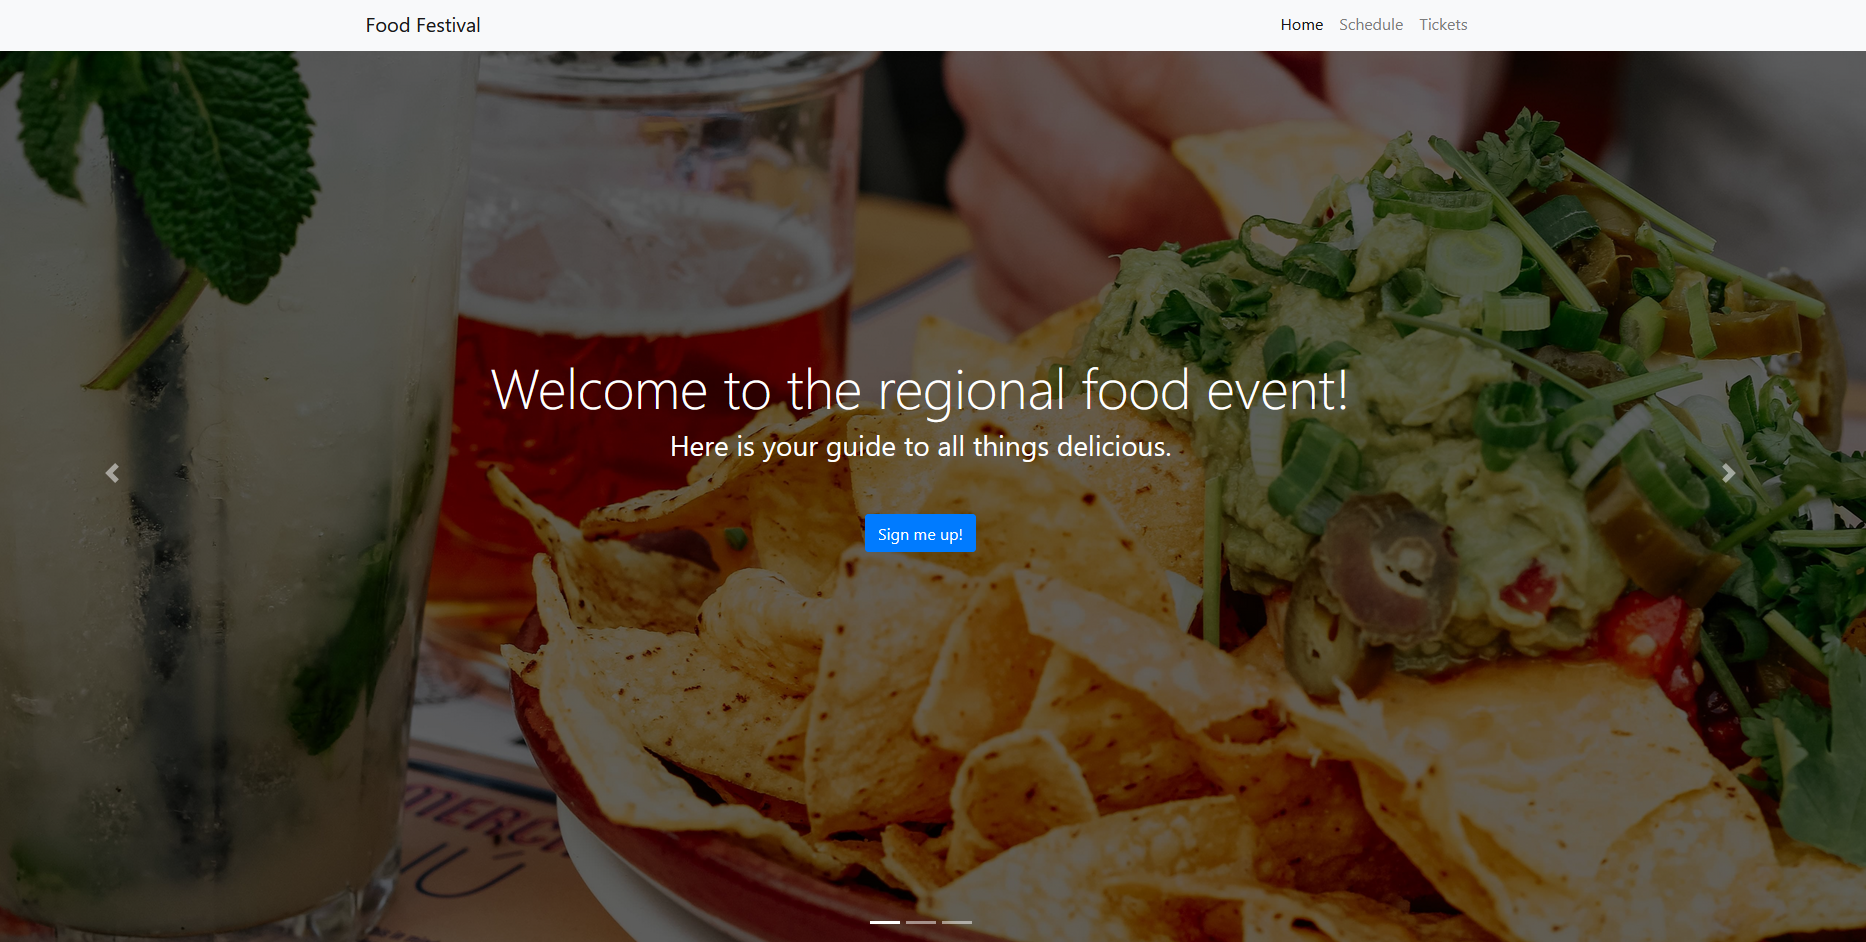 Food Festival
Home Schedule Tickets
Welcome to the regional food event!
Here is your guide to all things delicious.
Sign me up!